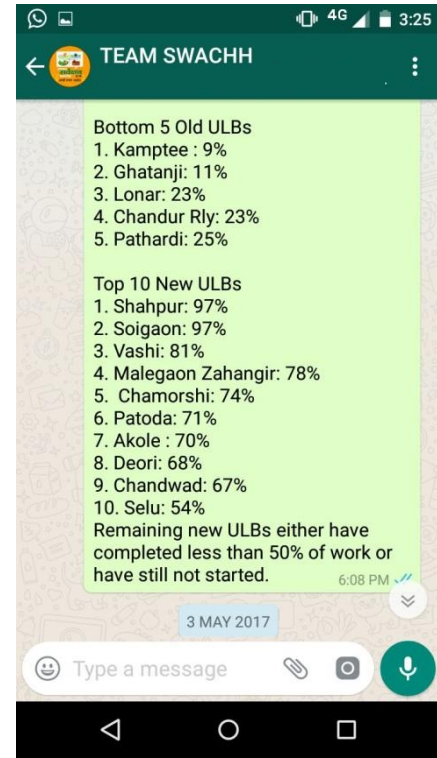 4G 3:25
TEAM SWACHH
Bottom 5 Old ULBs
1. Kamptee : 9%
2. Ghatanji: 11%
3. Lonar: 23%
4. Chandur Rly: 23%
5. Pathardi: 25%
Top 10 New ULBs
1. Shahpur: 97%
2. Soigaon: 97%
3. Vashi: 81%
4. Malegaon Zahangir: 78%
5.  Chamorshi: 74%
6. Patoda: 71%
7. Akole : 70%
8. Deori: 68%
9. Chandwad: 67%
10. Selu: 54%
Remaining new ULBs either have
completed less than 50% of work or
have still not started.
6:08 PM
3 MAY 2017
Type a message